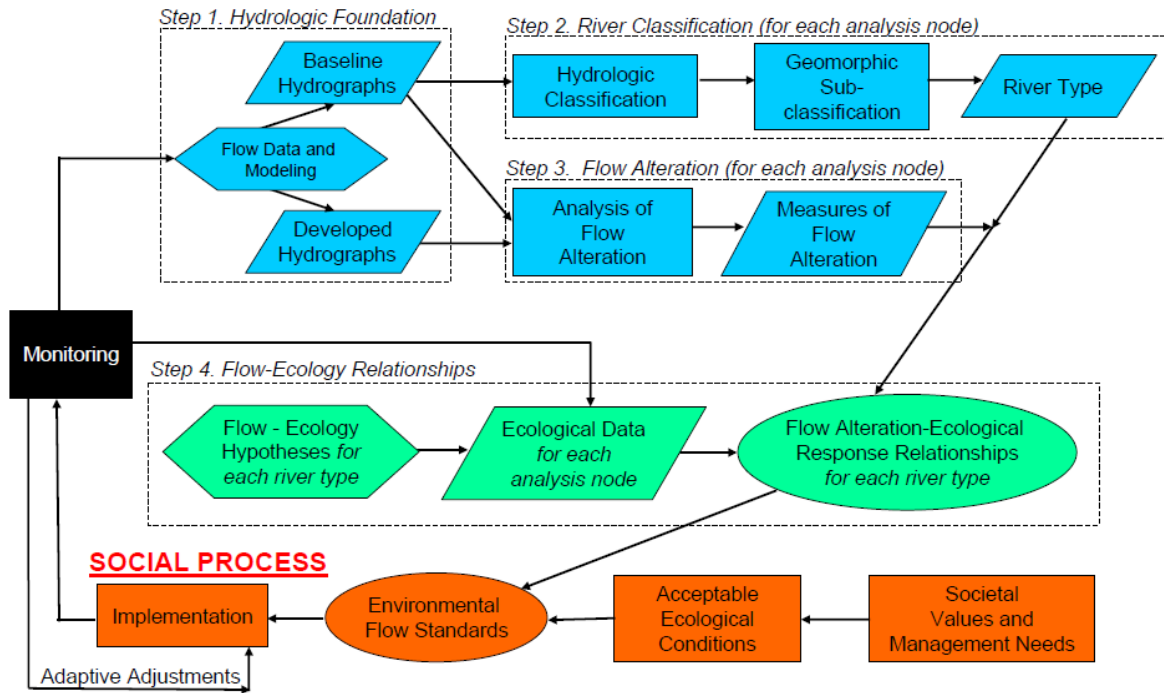 Step 1. Hydrologic Foundation
Baseline
Hydrographs
Flow Data and
Modeling
Developed
Hydrographs
Step 2. River Classification (for each analysis node)
Hydrologic
Classification
Geomorphic
Sub-
classification
River Type
Step 3.  Flow Alteration (for each analysis node)
Analysis of
Flow
Alteration
Measures of
Flow
Alteration
Monitoring
Step 4. Flow-Ecology Relationships
Flow - Ecology
Hypotheses for
each river type
Ecological Data
for each
analysis node
Flow Alteration-Ecological
Response Relationships
for each river type
SOCIAL PROCESS
Implementation
Environmental
Flow Standards
Acceptable
Ecological
Conditions
Societal
Values and
Management Needs
Adaptive Adjustments